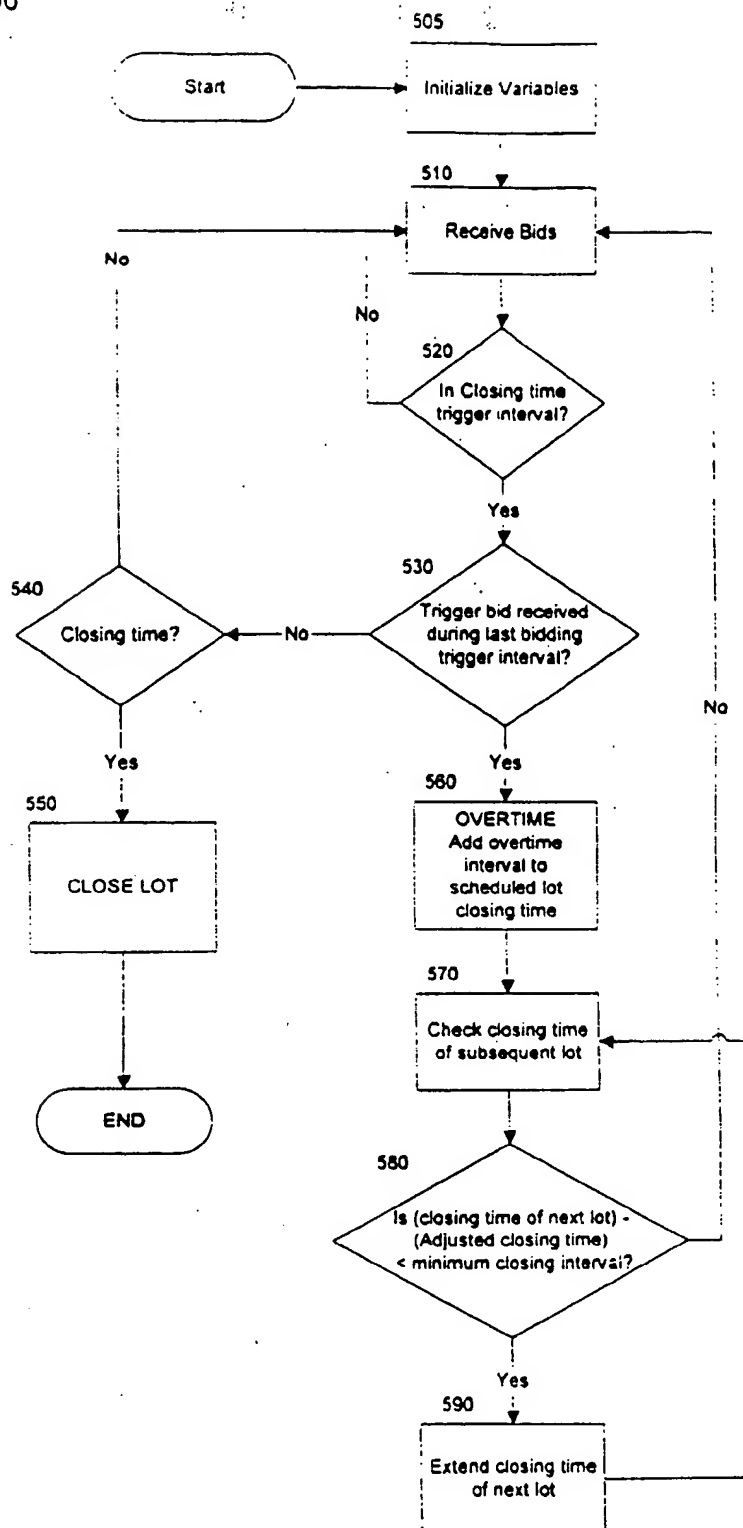 505
Start
Initialize Variables
510
Receive Bids
No
No
520
In Closing time
trigger interval?
Yes
530
Trigger bid received
during last bidding
trigger interval?
No
540
Closing time?
No
Yes
550
CLOSE LOT
END
Yes
560
OVERTIME
Add overtime
interval to
scheduled lot
closing time
570
Check closing time
of subsequent lot
580
Is (closing time of next lot) -
(Adjusted closing time)
< minimum closing interval?
Yes
590
Extend closing time
of next lot